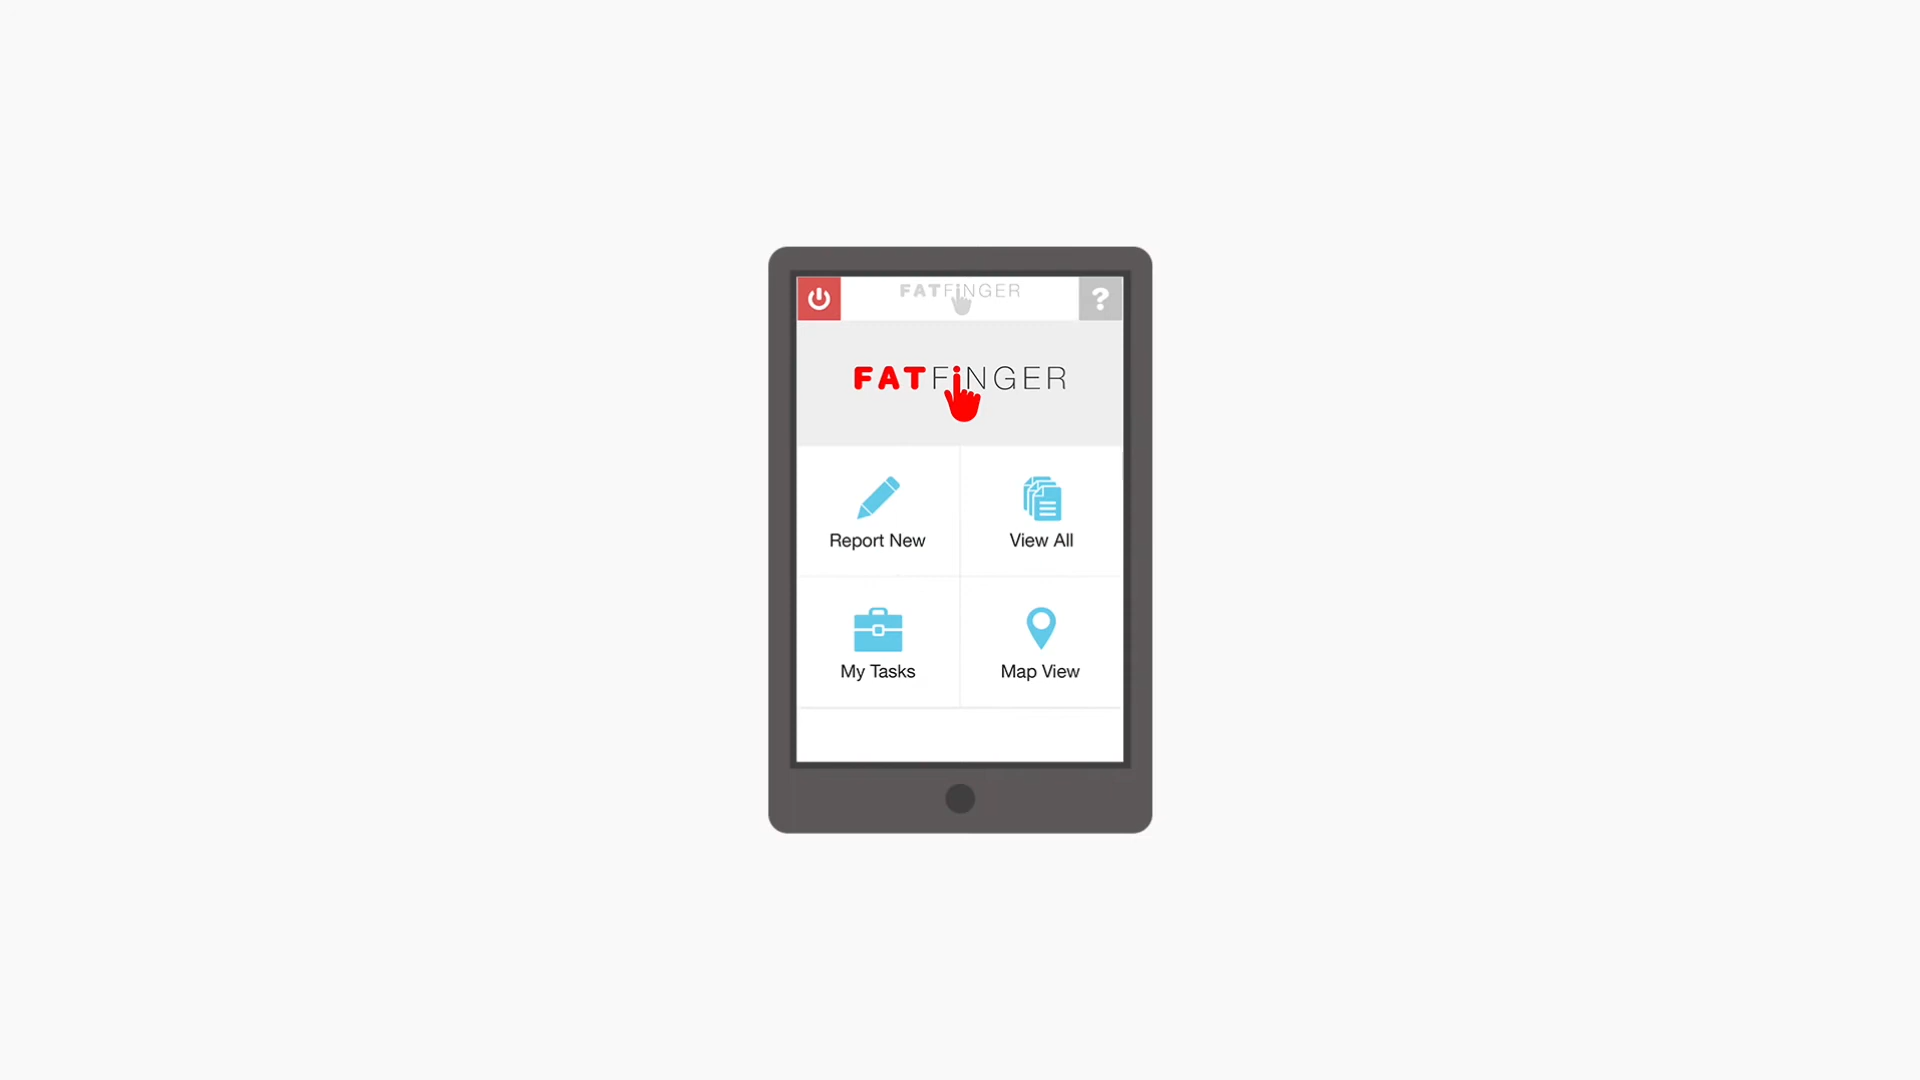 FATFiNGER
?
FATFiNGER
Report New
View All
My Tasks
Map View